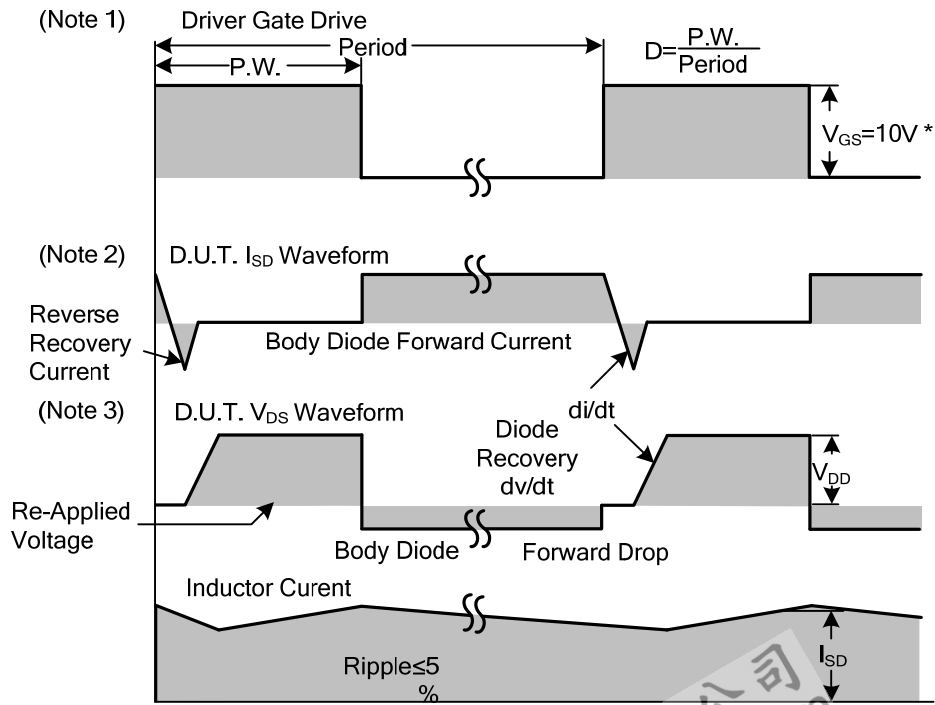 (Note 1)
Driver Gate Drive
Period
P.W.
D=P.W./Period
VGS=10V *
(Note 2)
D.U.T. ISD Waveform
Reverse
Recovery
Current
Body Diode Forward Current
(Note 3)
D.U.T. VDS Waveform
di/dt
Diode
Recovery
dv/dt
VDD
Re-Applied
Voltage
Body Diode
Forward Drop
Inductor Curent
ISD
Ripple≤5
%
公司